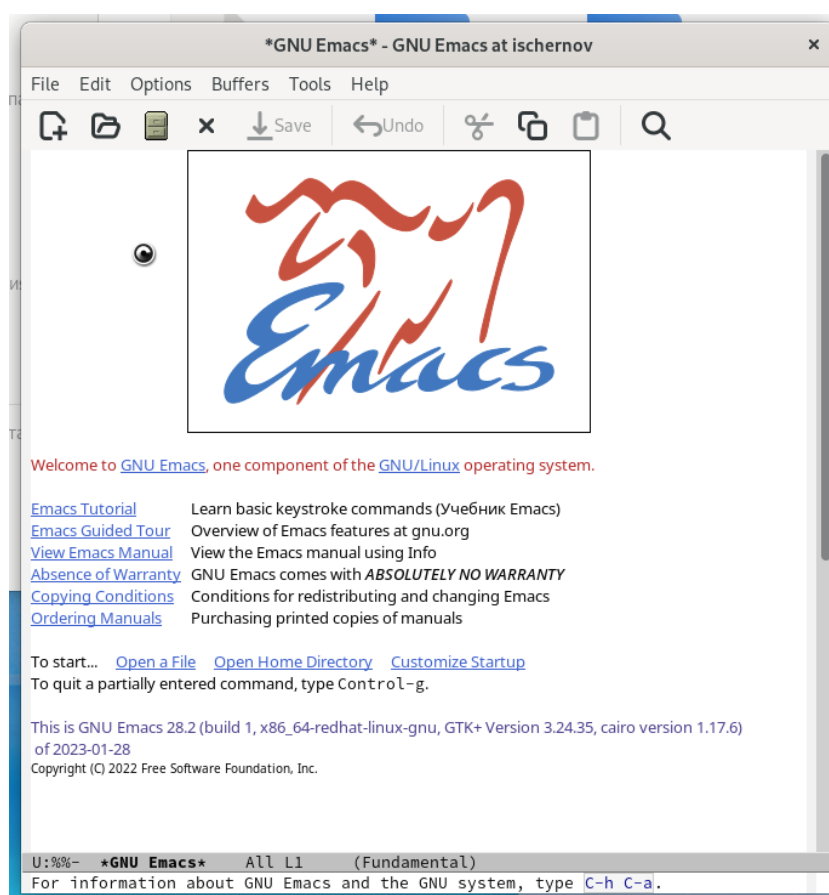 *GNU Emacs* - GNU Emacs at ischernov
File Edit Options Buffers Tools Help
Save Undo
Emacs
Welcome to GNU Emacs, one component of the GNU/Linux operating system.
Emacs Tutorial Learn basic keystroke commands (Учебник Emacs)
Emacs Guided Tour Overview of Emacs features at gnu.org
View Emacs Manual View the Emacs manual using Info
Absence of Warranty GNU Emacs comes with ABSOLUTELY NO WARRANTY
Copying Conditions Conditions for redistributing and changing Emacs
Ordering Manuals Purchasing printed copies of manuals
To start... Open a File Open Home Directory Customize Startup
To quit a partially entered command, type Control-g.
This is GNU Emacs 28.2 (build 1, x86_64-redhat-linux-gnu, GTK+ Version 3.24.35, cairo version 1.17.6)
of 2023-01-28
Copyright (C) 2022 Free Software Foundation, Inc.
U:%%- *GNU Emacs* All L1 (Fundamental)
For information about GNU Emacs and the GNU system, type C-h C-a.